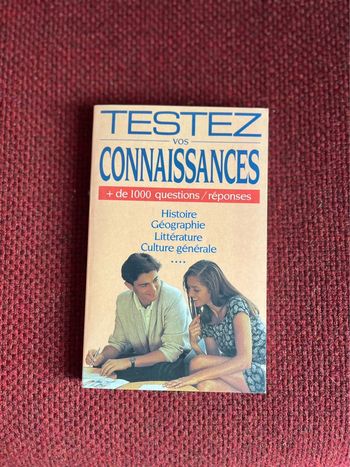 TESTEZ
VOS
CONNAISSANCES
+ de 1000 questions/réponses
Histoire
Géographie
Littérature
Culture générale
....